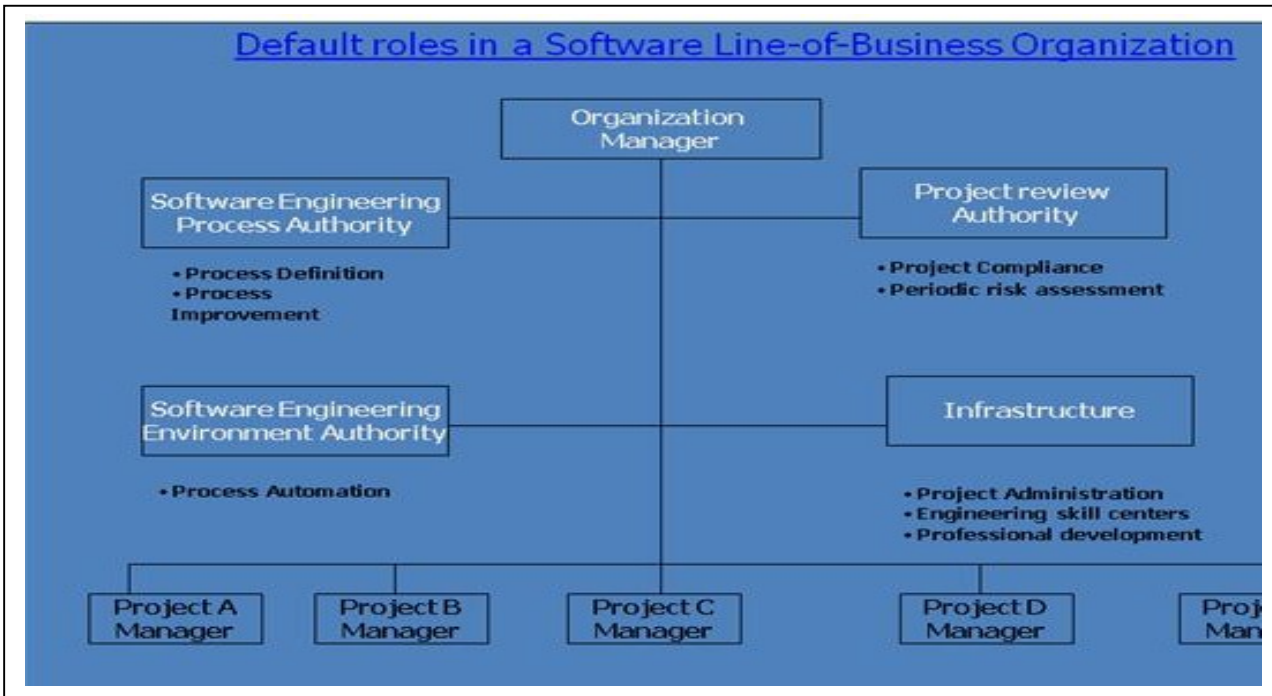 Default roles in a Software Line-of-Business Organization
Organization
Manager
Software Engineering
Process Authority
Project review
Authority
• Process Definition
• Process
Improvement
• Project Compliance
• Periodic risk assessment
Software Engineering
Environment Authority
Infrastructure
• Process Automation
• Project Administration
• Engineering skill centers
• Professional development
Project A
Manager
Project B
Manager
Project C
Manager
Project D
Manager